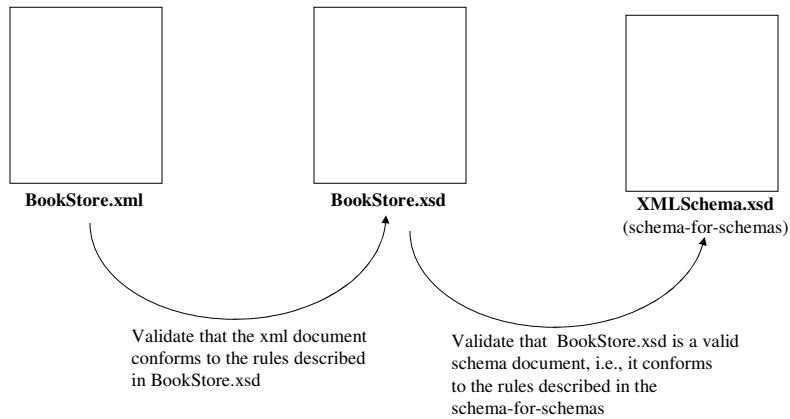 BookStore.xml
BookStore.xsd
XMLSchema.xsd
(schema-for-schemas)
Validate that the xml document
conforms to the rules described
in BookStore.xsd
Validate that  BookStore.xsd is a valid
schema document, i.e., it conforms
to the rules described in the
schema-for-schemas